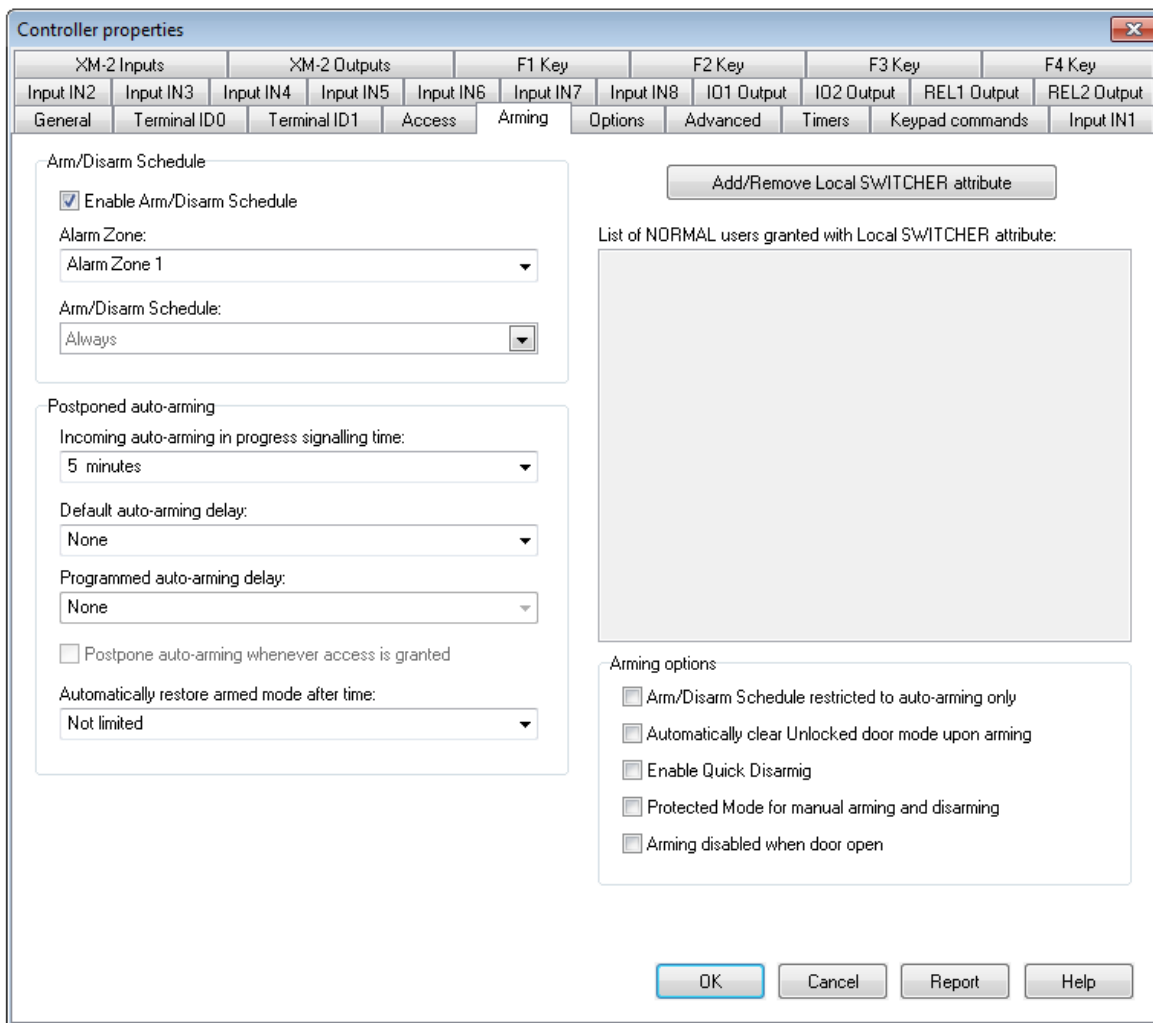 Controller properties
XM-2 Inputs XM-2 Outputs F1 Key F2 Key F3 Key F4 Key
Input IN2 Input IN3 Input IN4 Input IN5 Input IN6 Input IN7 Input IN8 IO1 Output IO2 Output REL1 Output REL2 Output
General Terminal ID0 Terminal ID1 Access Arming Options Advanced Timers Keypad commands Input IN1
Arm/Disarm Schedule
Enable Arm/Disarm Schedule
Alarm Zone:
Alarm Zone 1
Arm/Disarm Schedule:
Always
Postponed auto-arming
Incoming auto-arming in progress signalling time:
5 minutes
Default auto-arming delay:
None
Programmed auto-arming delay:
None
Postpone auto-arming whenever access is granted
Automatically restore armed mode after time:
Not limited
Add/Remove Local SWITCHER attribute
List of NORMAL users granted with Local SWITCHER attribute:
Arming options
Arm/Disarm Schedule restricted to auto-arming only
Automatically clear Unlocked door mode upon arming
Enable Quick Disarmig
Protected Mode for manual arming and disarming
Arming disabled when door open
OK Cancel Report Help